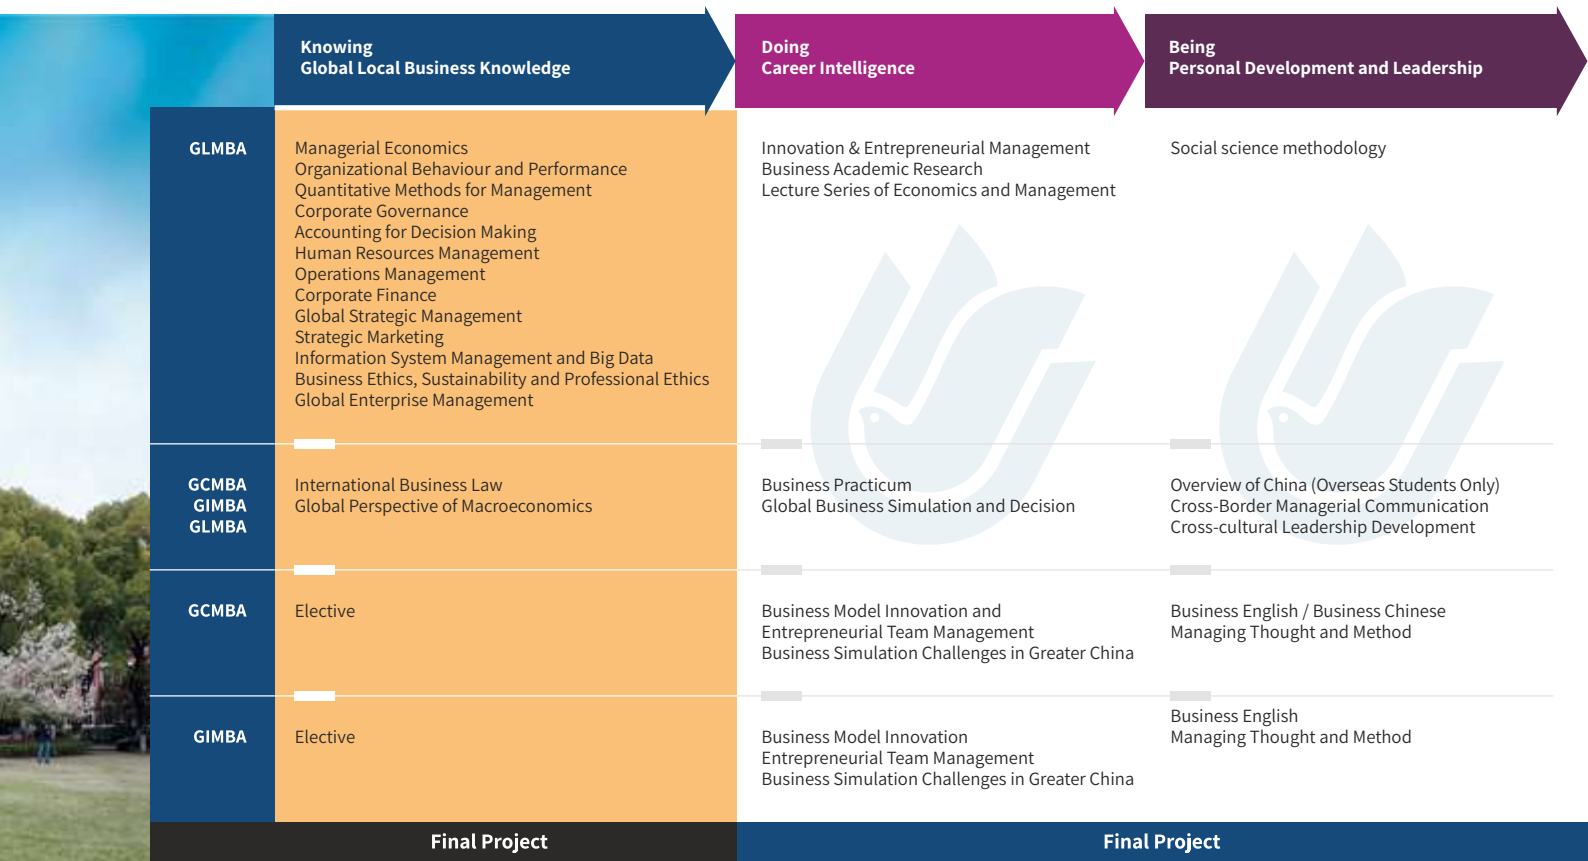 Knowing
Global Local Business Knowledge
Doing
Career Intelligence
Being
Personal Development and Leadership
GLMBA
Managerial Economics
Organizational Behaviour and Performance
Quantitative Methods for Management
Corporate Governance
Accounting for Decision Making
Human Resources Management
Operations Management
Corporate Finance
Global Strategic Management
Strategic Marketing
Information System Management and Big Data
Business Ethics, Sustainability and Professional Ethics
Global Enterprise Management
Innovation & Entrepreneurial Management
Business Academic Research
Lecture Series of Economics and Management
Social science methodology
GCMBA
GIMBA
GLMBA
International Business Law
Global Perspective of Macroeconomics
Business Practicum
Global Business Simulation and Decision
Overview of China (Overseas Students Only)
Cross-Border Managerial Communication
Cross-cultural Leadership Development
GCMBA
Elective
Business Model Innovation and
Entrepreneurial Team Management
Business Simulation Challenges in Greater China
Business English / Business Chinese
Managing Thought and Method
GIMBA
Elective
Business Model Innovation
Entrepreneurial Team Management
Business Simulation Challenges in Greater China
Business English
Managing Thought and Method
Final Project
Final Project